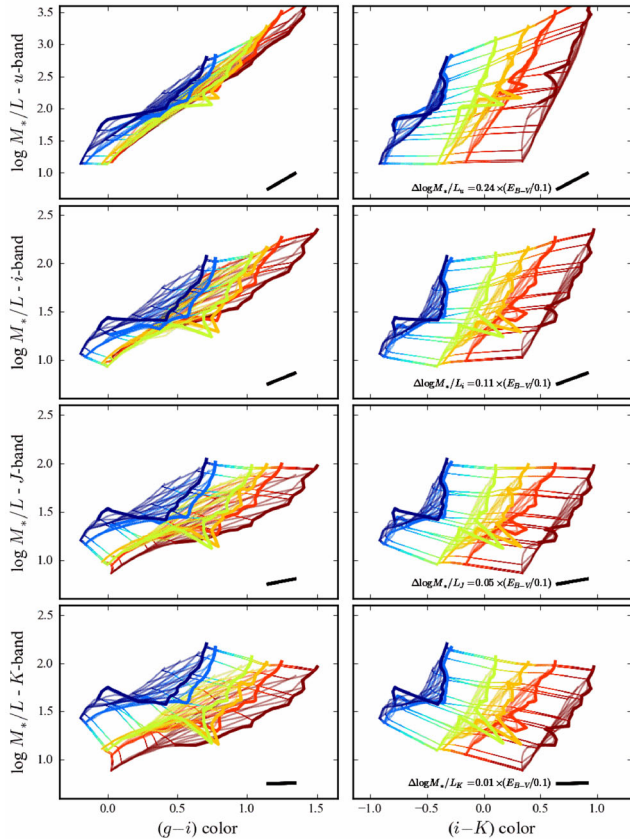 log M*/L - u-band
3.5
3.0
2.5
2.0
1.5
1.0
ΔlogM*/Lu=0.24×(EB−V/0.1)
log M*/L - i-band
2.5
2.0
1.5
1.0
ΔlogM*/Li=0.11×(EB−V/0.1)
log M*/L - J-band
2.5
2.0
1.5
1.0
ΔlogM*/LJ=0.05×(EB−V/0.1)
log M*/L - K-band
2.5
2.0
1.5
1.0
ΔlogM*/LK=0.01×(EB−V/0.1)
0.0 0.5 1.0 1.5 −1.0 −0.5 0.0 0.5 1.0
(g−i) color (i−K) color